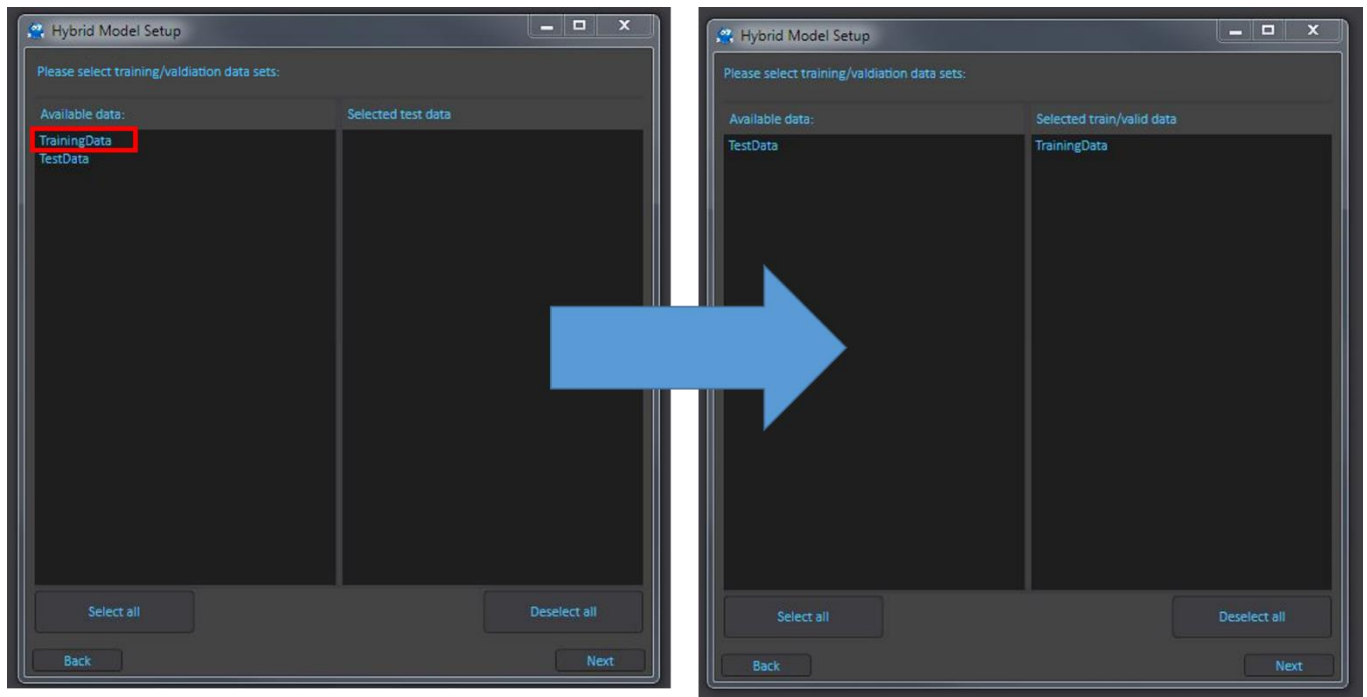 Hybrid Model Setup
Please select training/valdiation data sets:
Available data: Selected test data
TrainingData
TestData
Select all Deselect all
Back Next
Hybrid Model Setup
Please select training/valdiation data sets:
Available data: Selected train/valid data
TestData TrainingData
Select all Deselect all
Back Next